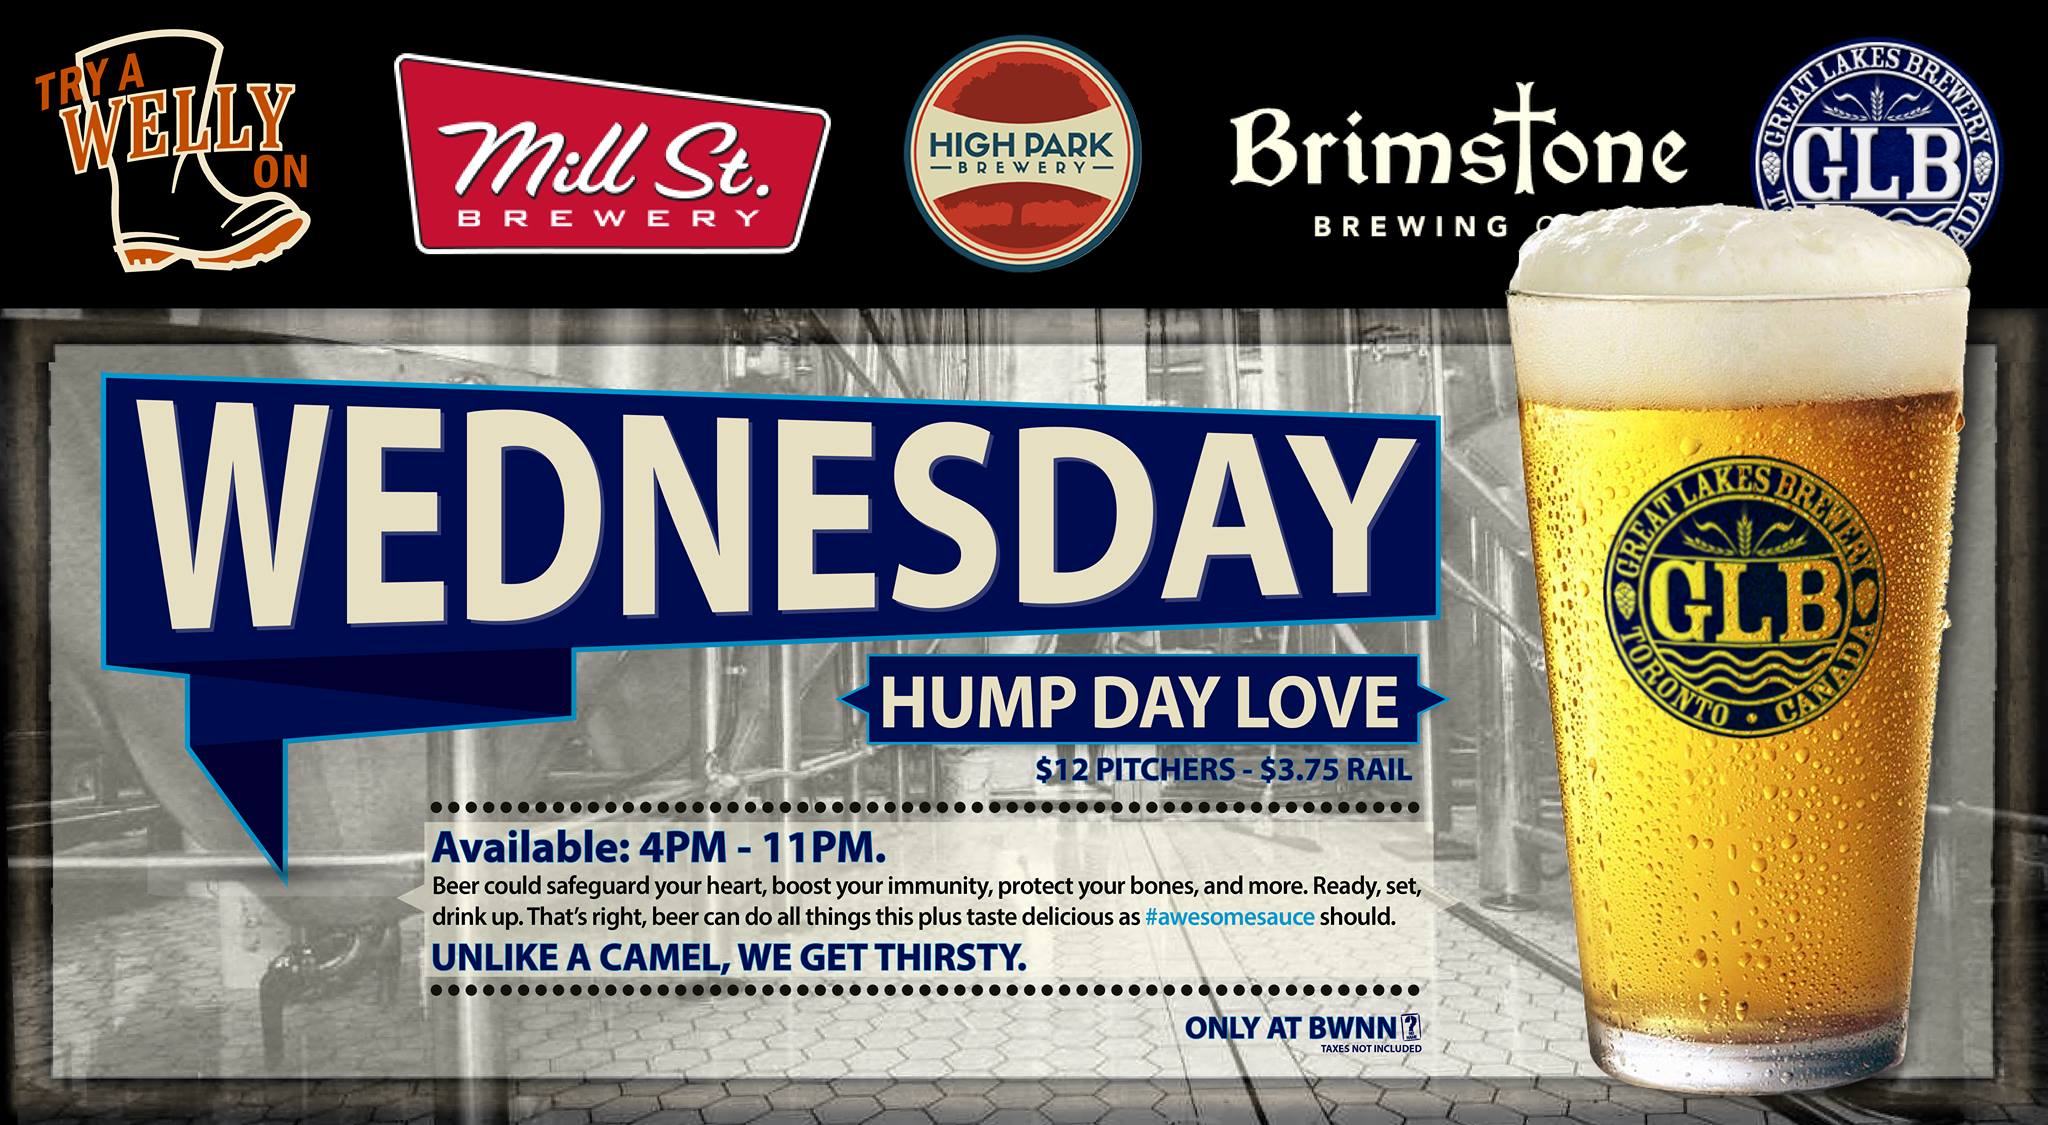 TRY A
WELLY
ON
Mill St.
BREWERY
HIGH PARK
BREWERY
Brimstone
BREWING
GREAT LAKES BREWERY
GLB
WEDNESDAY
HUMP DAY LOVE
$12 PITCHERS - $3.75 RAIL
Available: 4PM - 11PM.
Beer could safeguard your heart, boost your immunity, protect your bones, and more. Ready, set,
drink up. That's right, beer can do all things this plus taste delicious as #awesomesauce should.
UNLIKE A CAMEL, WE GET THIRSTY.
ONLY AT BWNN
TAXES NOT INCLUDED
GREAT LAKES BREWERY
GLB
TORONTO • CANADA